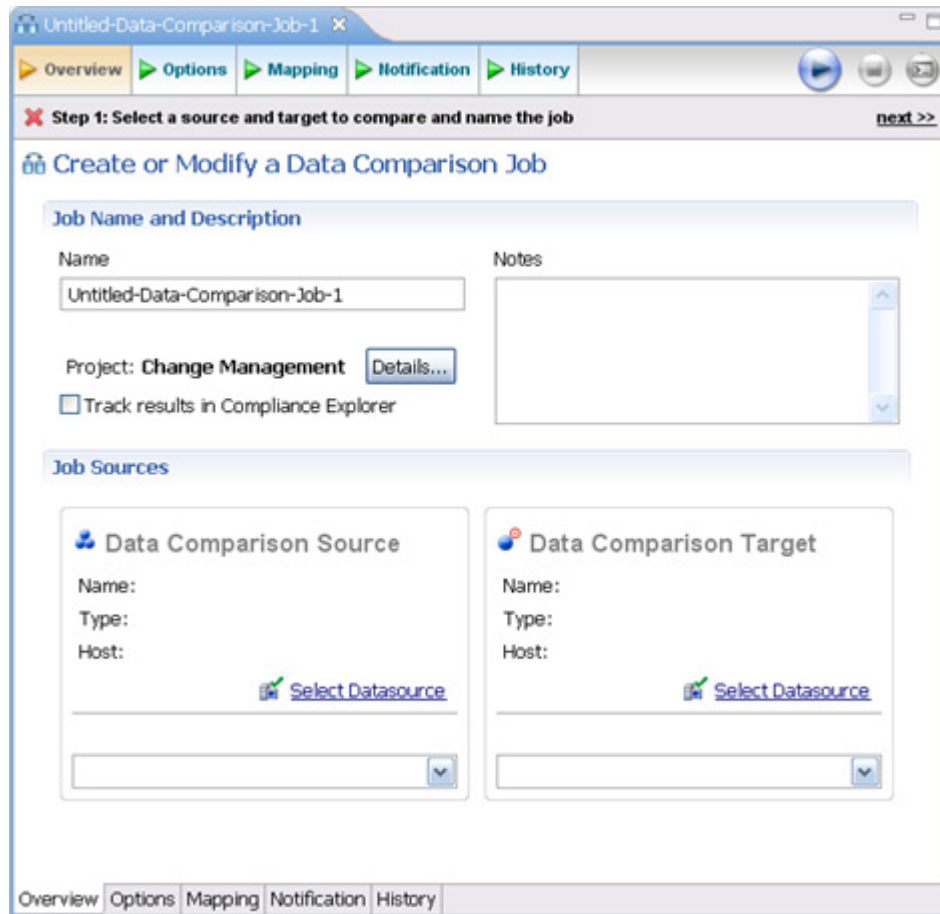 Untitled-Data-Comparison-Job-1
Overview Options Mapping Notification History
Step 1: Select a source and target to compare and name the job next >>
Create or Modify a Data Comparison Job
Job Name and Description
Name Notes
Untitled-Data-Comparison-Job-1
Project: Change Management Details...
Track results in Compliance Explorer
Job Sources
Data Comparison Source
Name:
Type:
Host:
Select Datasource
Data Comparison Target
Name:
Type:
Host:
Select Datasource
Overview Options Mapping Notification History